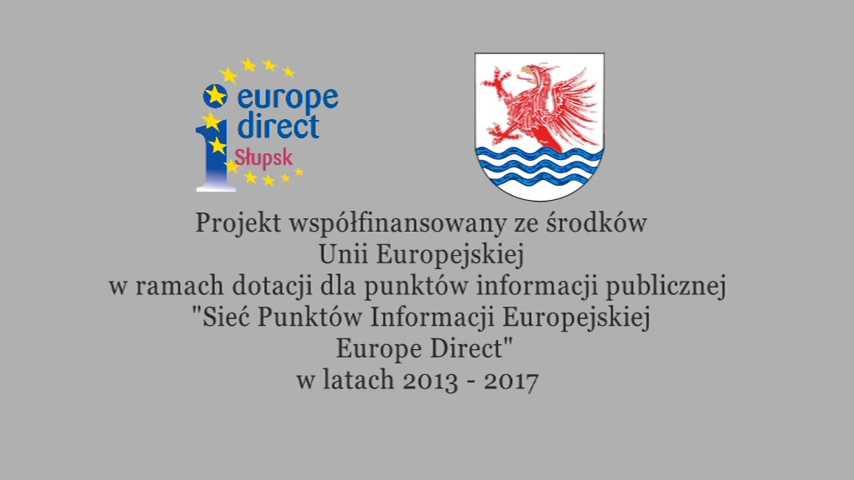 europe
direct
Słupsk
Projekt współfinansowany ze środków
Unii Europejskiej
w ramach dotacji dla punktów informacji publicznej
"Sieć Punktów Informacji Europejskiej
Europe Direct"
w latach 2013 - 2017